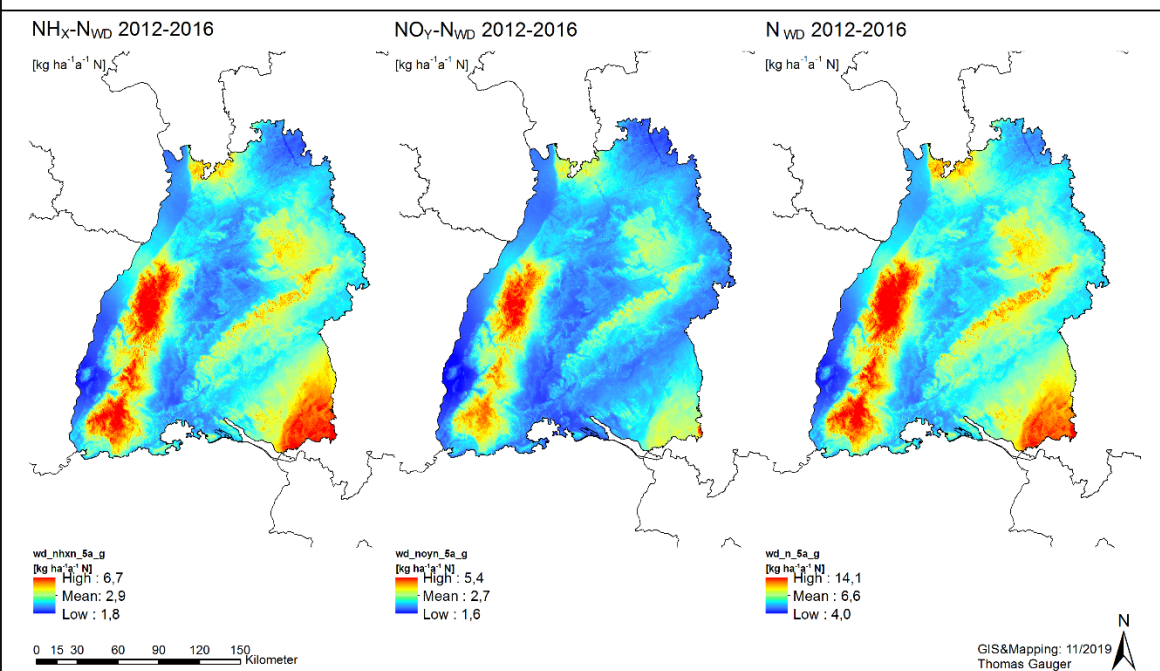 NHX-NWD 2012-2016
[kg ha-1a-1 N]
NOY-NWD 2012-2016
[kg ha-1a-1 N]
N WD 2012-2016
[kg ha-1a-1 N]
wd_nhxn_5a_g
[kg ha-1a-1 N]
High : 6,7
Mean: 2,9
Low : 1,8
wd_noyn_5a_g
[kg ha-1a-1 N]
High : 5,4
Mean: 2,7
Low : 1,6
wd_n_5a_g
[kg ha-1a-1 N]
High : 14,1
Mean: 6,6
Low : 4,0
0 15 30 60 90 120 150
Kilometer
N
GIS&Mapping: 11/2019
Thomas Gauger